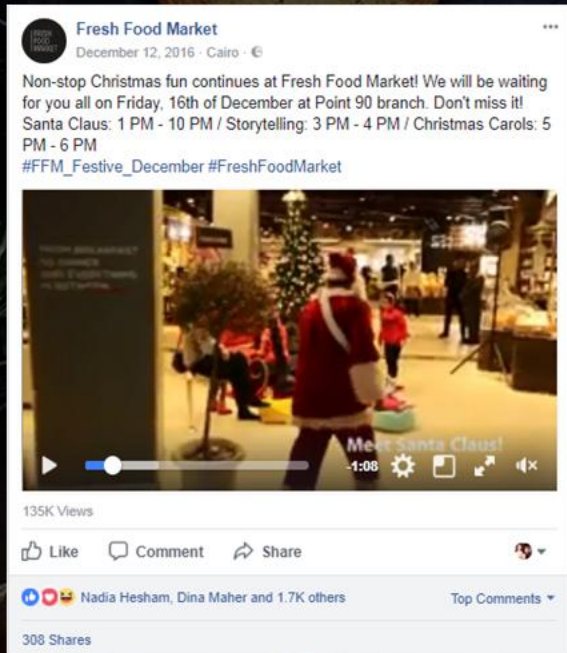 FRESH
FOOD
MARKET
Fresh Food Market
December 12, 2016 · Cairo ·
Non-stop Christmas fun continues at Fresh Food Market! We will be waiting
for you all on Friday, 16th of December at Point 90 branch. Don't miss it!
Santa Claus: 1 PM - 10 PM / Storytelling: 3 PM - 4 PM / Christmas Carols: 5
PM - 6 PM
#FFM_Festive_December #FreshFoodMarket
Meet Santa Claus!
-1:08
135K Views
Like Comment Share
Nadia Hesham, Dina Maher and 1.7K others Top Comments
308 Shares